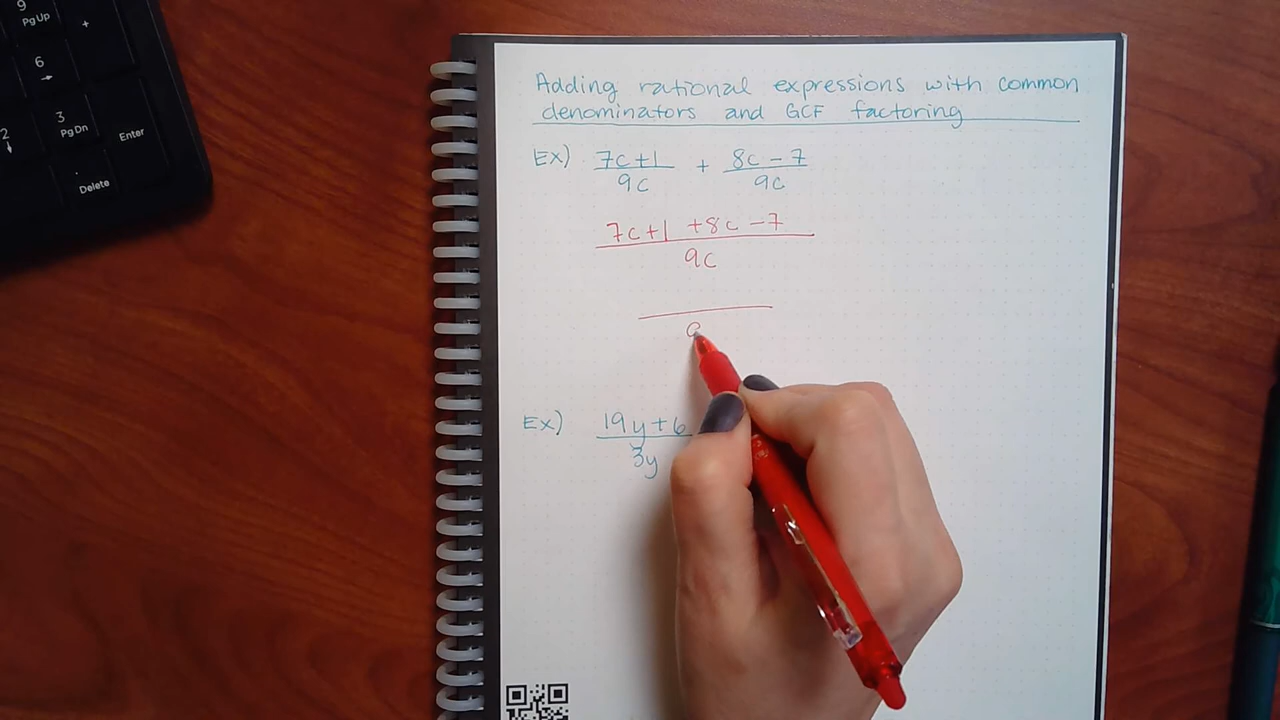 9
PgUp
+
6
→
3
PgDn
2
↓
Enter
.
Delete
Adding rational expressions with common
denominators and GCF factoring
Ex) 7c+1 + 8c-7
9c 9c
7c+1 +8c-7
9c
Ex) 19y+6
3y